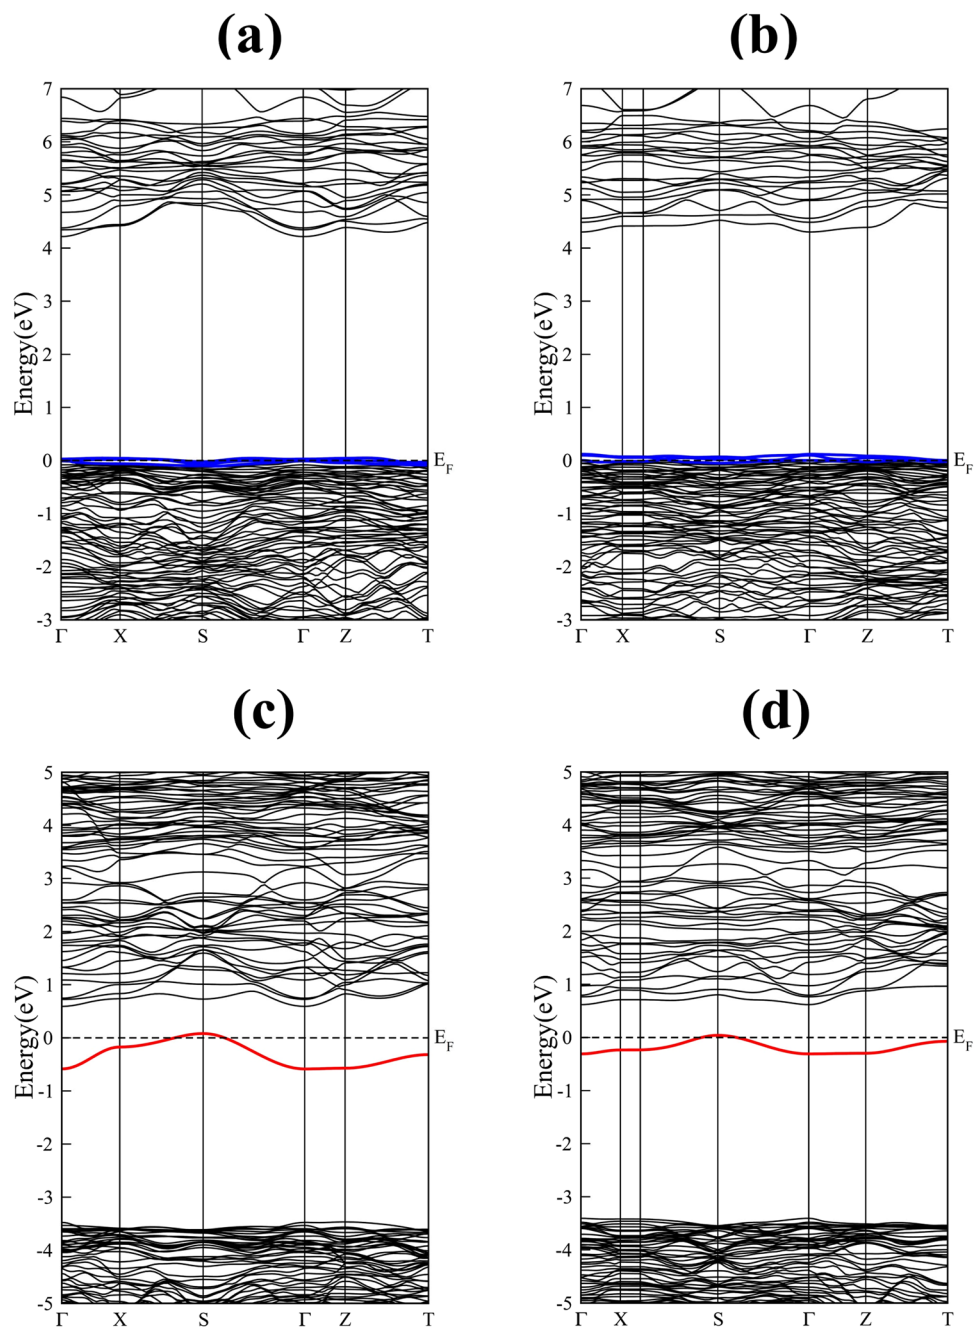 (a)
7
6
5
4
3
2
1
0
-1
-2
-3
Energy(eV)
E_F
Γ X S Γ Z T
(b)
7
6
5
4
3
2
1
0
-1
-2
-3
Energy(eV)
E_F
Γ X S Γ Z T
(c)
5
4
3
2
1
0
-1
-2
-3
-4
-5
Energy(eV)
E_F
Γ X S Γ Z T
(d)
5
4
3
2
1
0
-1
-2
-3
-4
-5
Energy(eV)
E_F
Γ X S Γ Z T